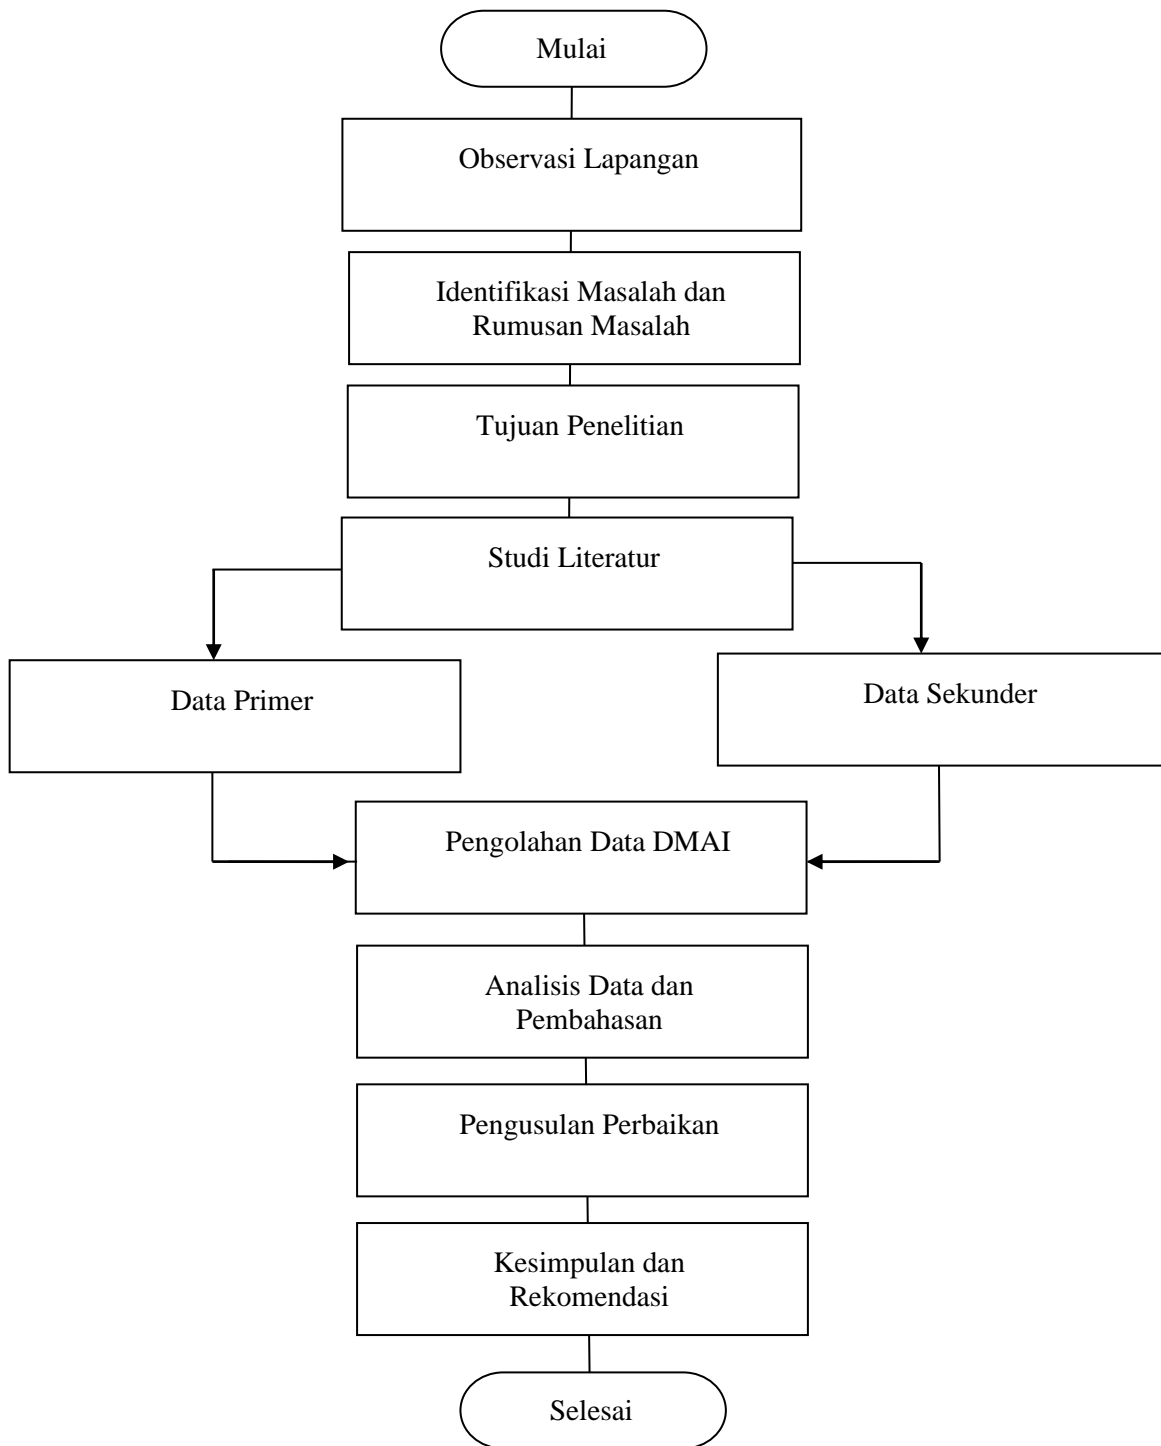 Mulai
Observasi Lapangan
Identifikasi Masalah dan
Rumusan Masalah
Tujuan Penelitian
Studi Literatur
Data Primer
Data Sekunder
Pengolahan Data DMAI
Analisis Data dan
Pembahasan
Pengusulan Perbaikan
Kesimpulan dan
Rekomendasi
Selesai